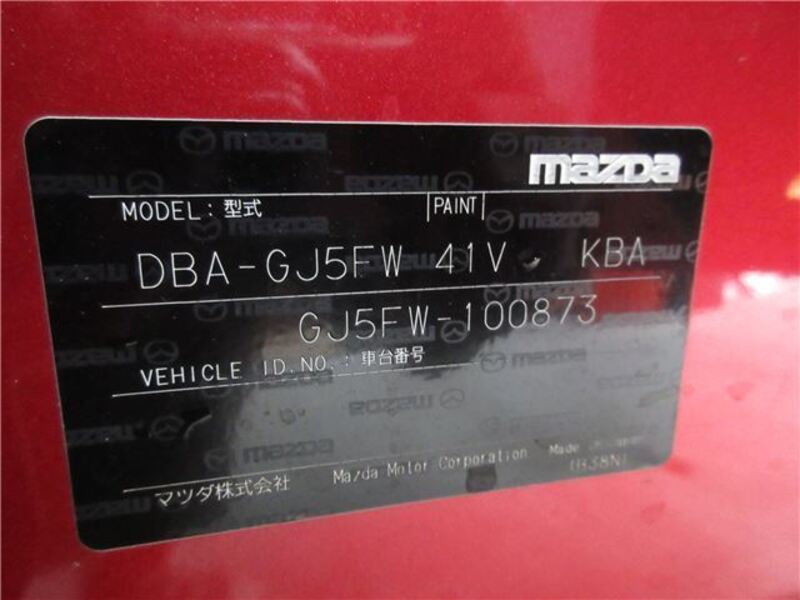 mazda
MODEL: 型式 PAINT
DBA-GJ5FW 41V KBA
GJ5FW-100873
VEHICLE ID.NO.: 車台番号
マツダ株式会社 Mazda Motor Corporation Made